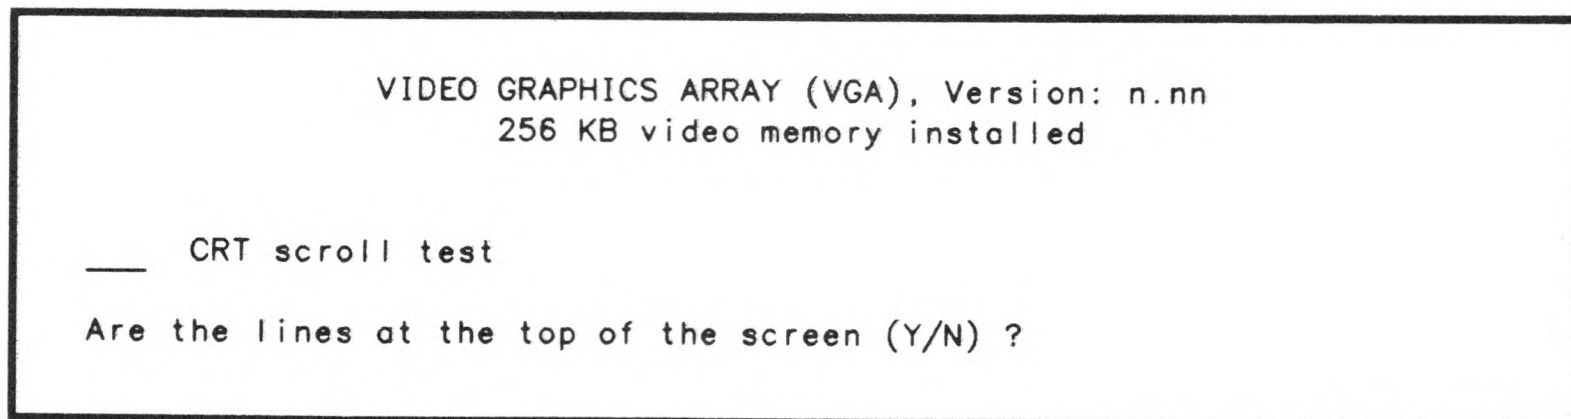 VIDEO GRAPHICS ARRAY (VGA), Version: n.nn
256 KB video memory installed
___ CRT scroll test
Are the lines at the top of the screen (Y/N) ?